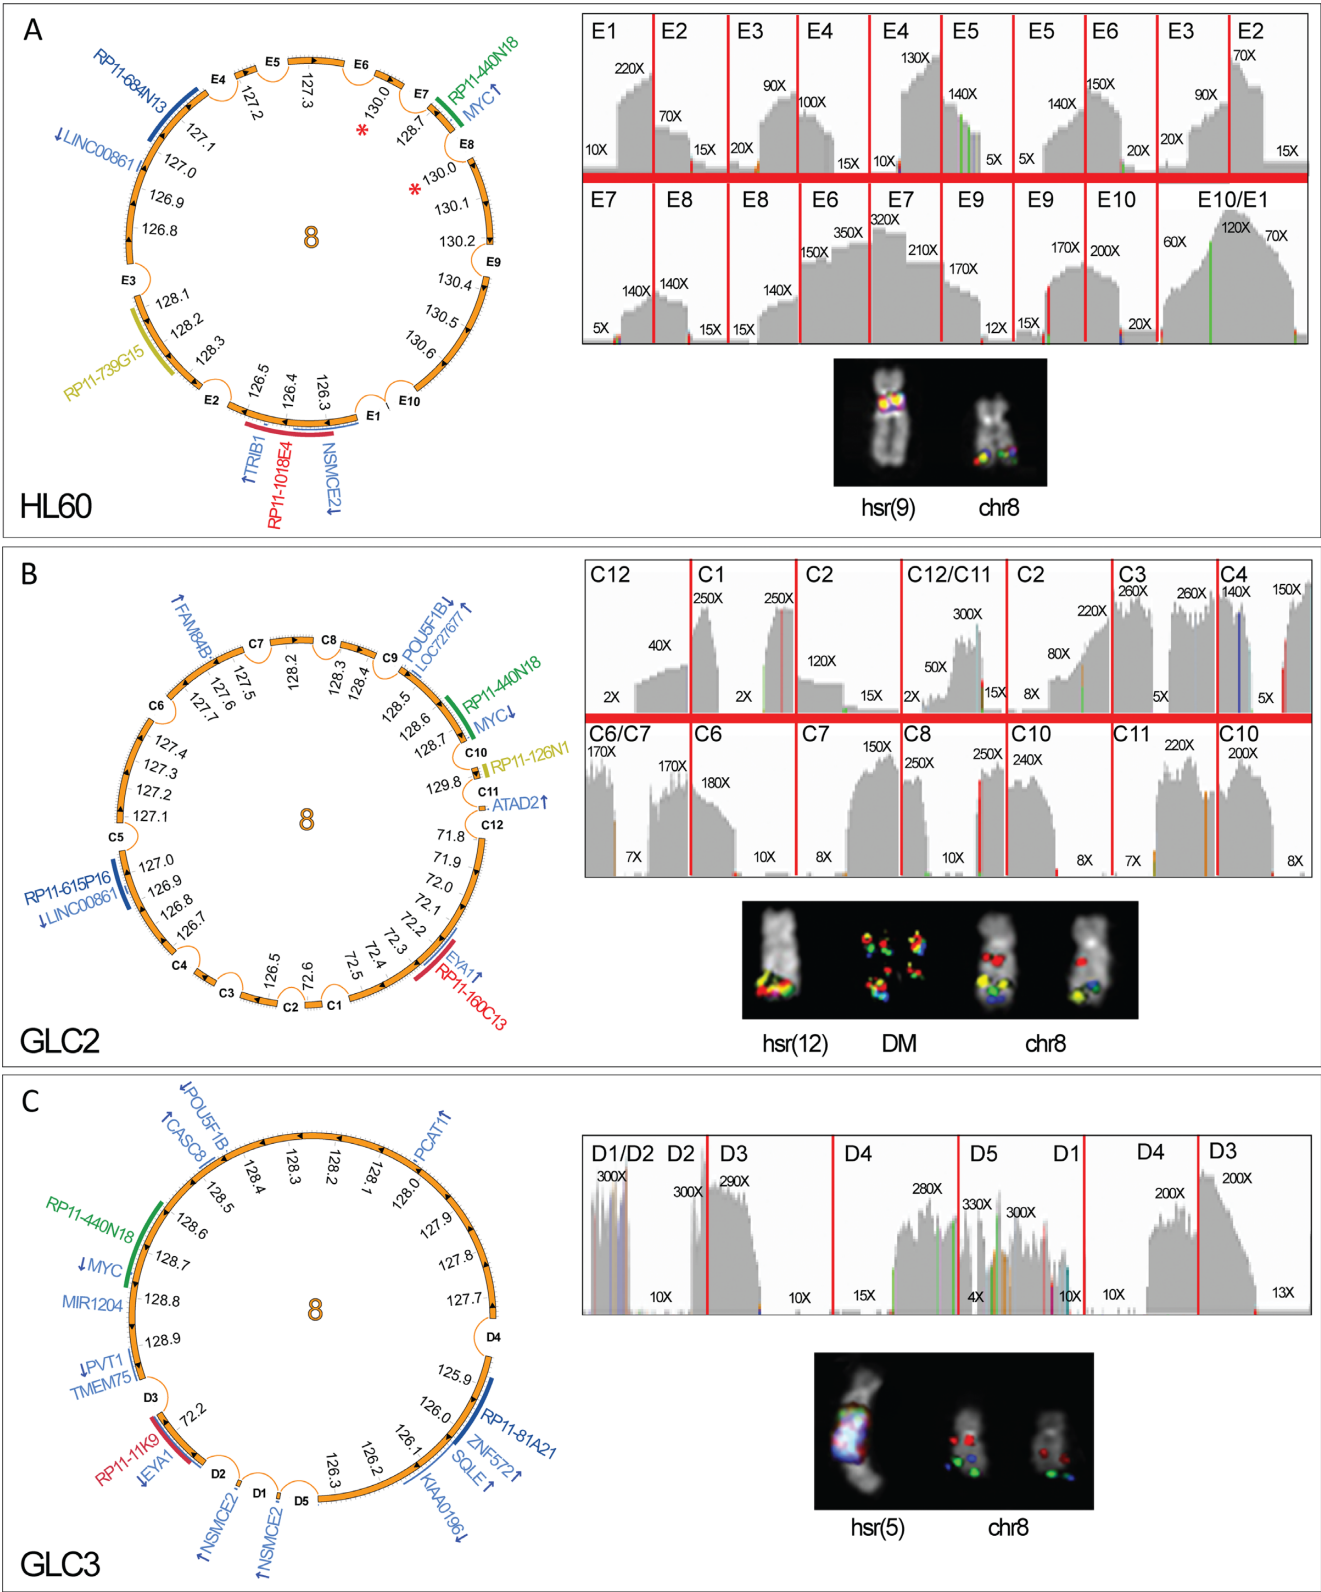 A
E1
E2
E3
E4
E5
E6
E7
E8
E9
E10
RP11-684N13
RP11-440N18
MYC↑
↓LINC00861
RP11-739G15
↑TRIB1
RP11-1018E4
NSMCE2↓
127.1
127.2
127.3
130.0
*
128.7
130.0
*
130.1
130.2
130.4
130.5
130.6
126.3
126.4
126.5
128.3
128.2
128.1
126.8
126.9
127.0
8
HL60
E1 E2 E3 E4 E4 E5 E5 E6 E3 E2
10X 220X 70X 15X 20X 90X 100X 15X 10X 130X 140X 5X 5X 140X 150X 20X 20X 90X 70X 15X
E7 E8 E8 E6 E7 E9 E9 E10 E10/E1
5X 140X 140X 15X 15X 140X 150X 350X 320X 210X 170X 12X 15X 170X 200X 20X 60X 120X 70X
hsr(9) chr8
B
C1
C2
C3
C4
C5
C6
C7
C8
C9
C10
C11
C12
↑FAM84B
POU5F1B↓
LOC727677↑
RP11-440N18
MYC↓
RP11-126N1
ATAD2↑
EYA1↑
RP11-160C13
RP11-615P16
↓LINC00861
127.7
127.6
127.5
128.2
128.3
128.4
128.5
128.6
128.7
129.8
71.8
71.9
72.0
72.1
72.2
72.3
72.4
72.5
72.6
126.5
126.7
126.8
126.9
127.0
127.1
127.2
127.3
127.4
8
GLC2
C12 C1 C2 C12/C11 C2 C3 C4
2X 40X 250X 2X 250X 120X 15X 2X 50X 300X 15X 8X 80X 220X 260X 5X 260X 140X 5X 150X
C6/C7 C6 C7 C8 C10 C11 C10
170X 7X 170X 180X 10X 8X 150X 250X 10X 250X 240X 8X 7X 220X 200X 8X
hsr(12) DM chr8
C
D1
D2
D3
D4
D5
↓POU5F1B
↑CASC8
PCAT1↑
RP11-440N18
↓MYC
MIR1204
↓PVT1
TMEM75
RP11-11K9
↓EYA1
↑NSMCE2
↑NSMCE2
KIAA0196↓
SQLE↑
ZNF572↑
RP11-81A21
128.9
128.8
128.7
128.6
128.5
128.4
128.3
128.2
128.1
128.0
127.9
127.8
127.7
125.9
126.0
126.1
126.2
126.3
72.2
8
GLC3
D1/D2 D2 D3 D4 D5 D1 D4 D3
300X 10X 300X 290X 10X 15X 280X 330X 4X 300X 10X 10X 200X 200X 13X
hsr(5) chr8